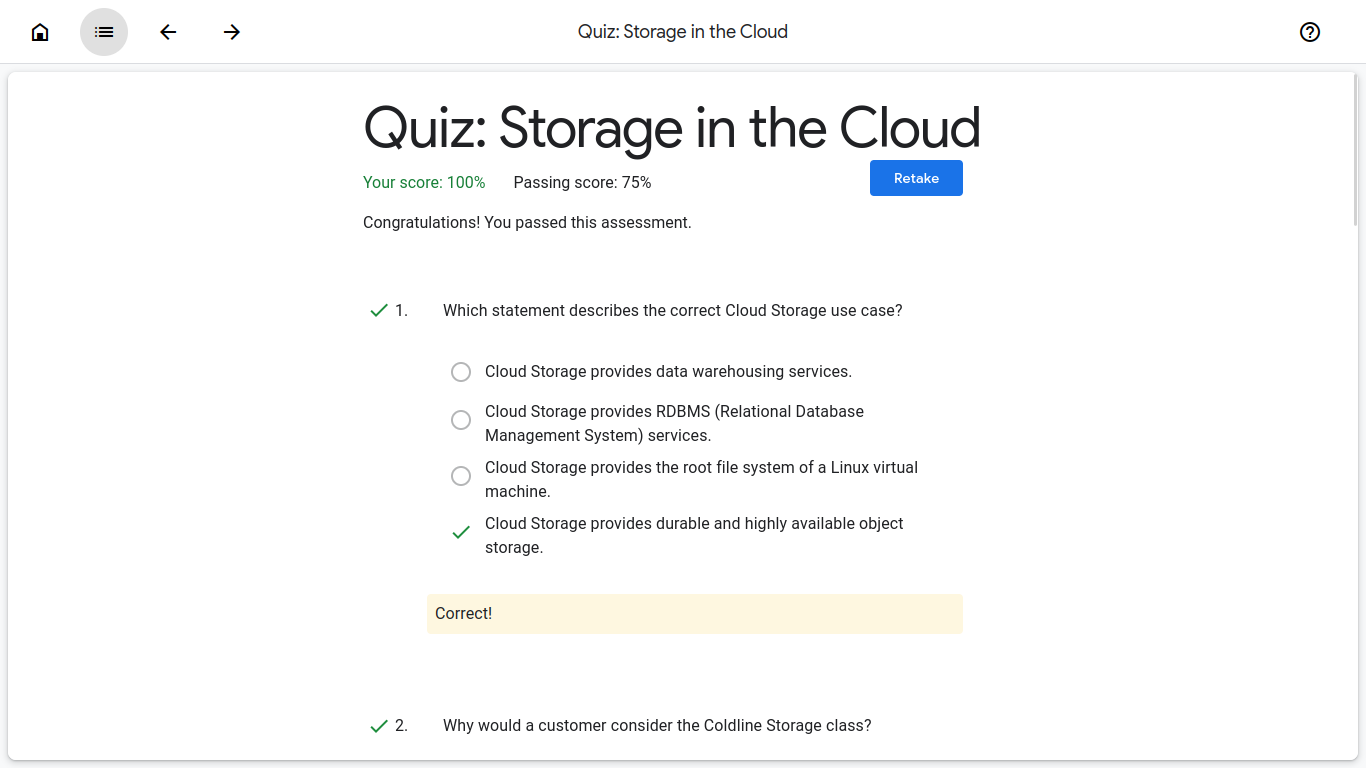 Quiz: Storage in the Cloud
Quiz: Storage in the Cloud
Your score: 100% Passing score: 75%
Retake
Congratulations! You passed this assessment.
1. Which statement describes the correct Cloud Storage use case?
Cloud Storage provides data warehousing services.
Cloud Storage provides RDBMS (Relational Database
Management System) services.
Cloud Storage provides the root file system of a Linux virtual
machine.
Cloud Storage provides durable and highly available object
storage.
Correct!
2. Why would a customer consider the Coldline Storage class?